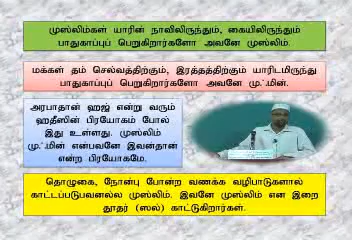 முஸ்லிம்கள் யாரின் நாவிலிருந்தும், கையிலிருந்தும்
பாதுகாப்புப் பெறுகிறார்களோ அவனே முஸ்லிம்.
மக்கள் தம் செல்வத்திற்கும், இரத்தத்திற்கும் யாரிடமிருந்து
பாதுகாப்புப் பெறுகிறார்களோ அவனே மு.'.மின்.
அரபாதான் ஹஜ் என்று வரும்
ஹதீஸின் பிரயோகம் போல்
இது உள்ளது. முஸ்லிம்
மு.'.மின் என்பவனே இவன்தான்
என்ற பிரயோகமே.
தொழுகை, நோன்பு போன்ற வணக்க வழிபாடுகளால்
காட்டப்படுபவனல்ல முஸ்லிம். இவனே முஸ்லிம் என இறை
தூதர் (ஸல்) காட்டுகிறார்கள்.